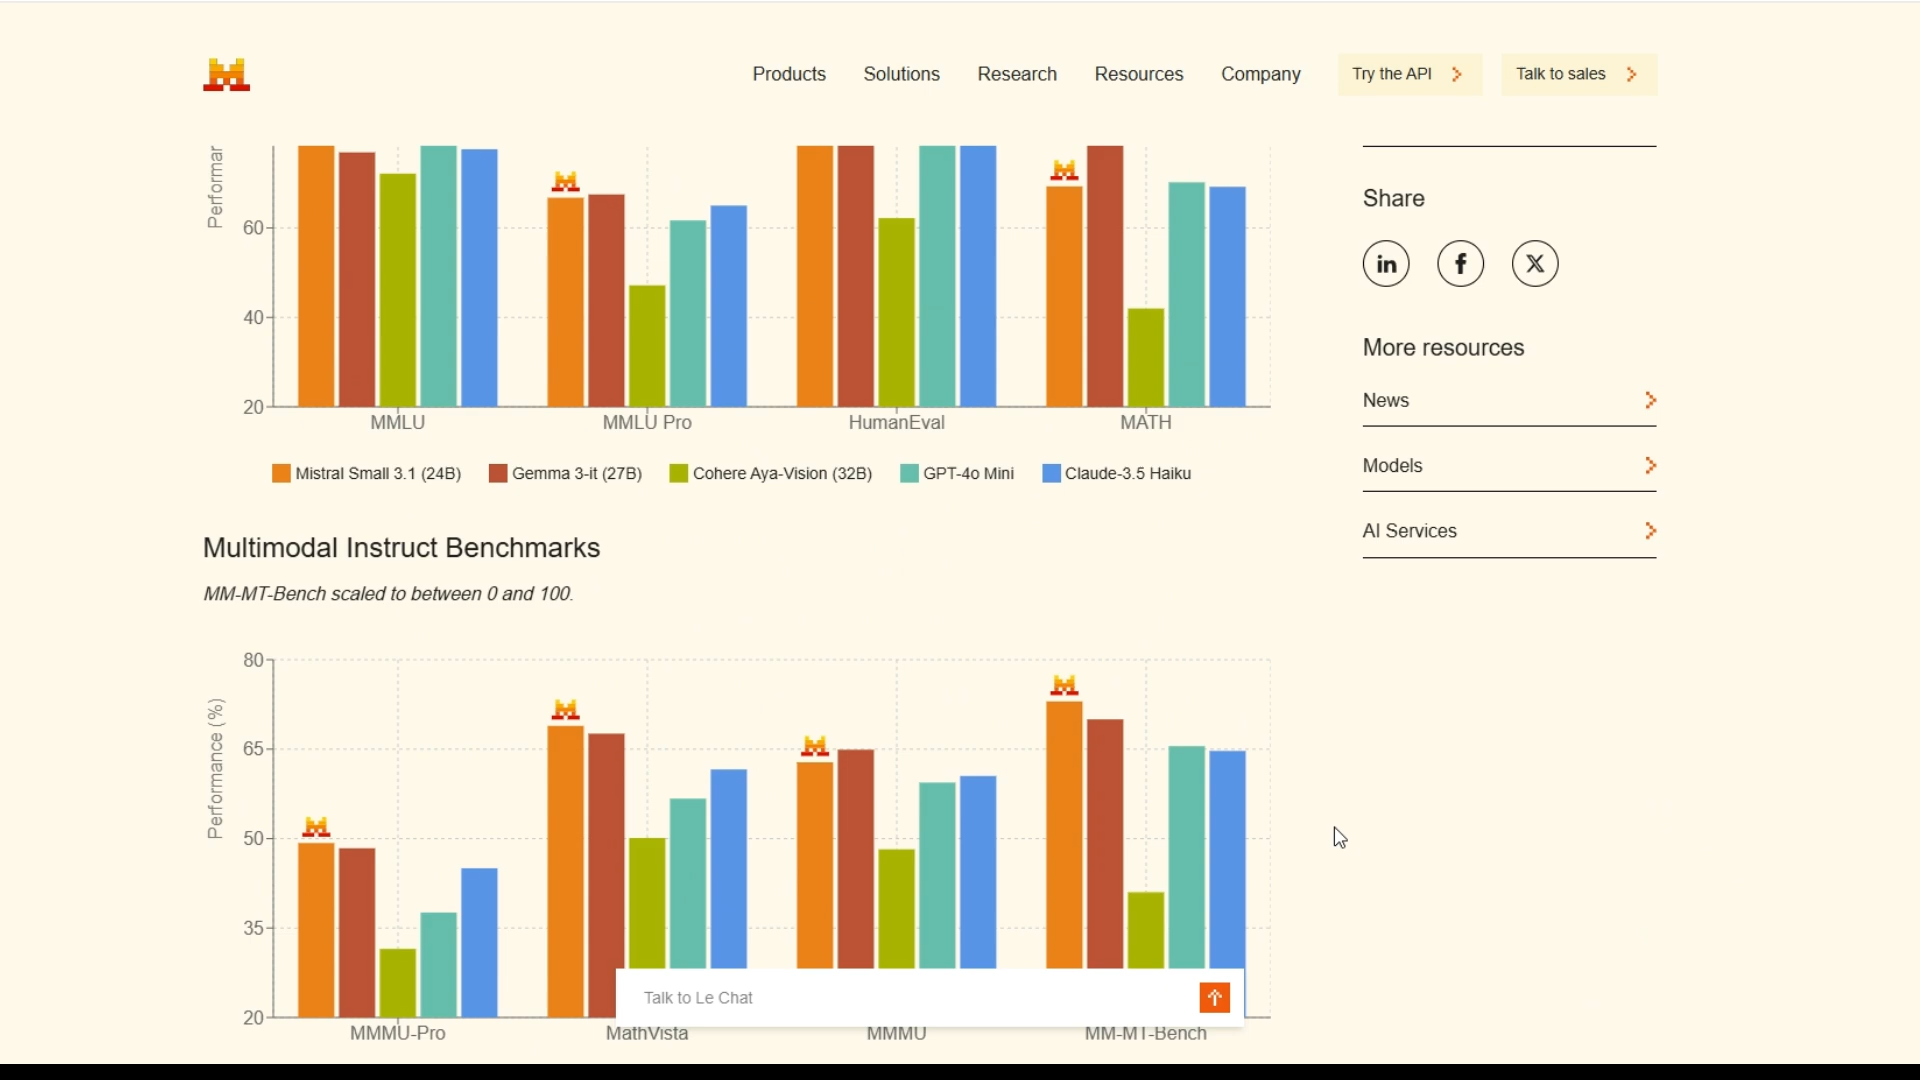 Products
Solutions
Research
Resources
Company
Try the API
Talk to sales
Performar
60
40
20
MMLU
MMLU Pro
HumanEval
MATH
Mistral Small 3.1 (24B)
Gemma 3-it (27B)
Cohere Aya-Vision (32B)
GPT-4o Mini
Claude-3.5 Haiku
Share
More resources
News
Models
AI Services
Multimodal Instruct Benchmarks
MM-MT-Bench scaled to between 0 and 100.
Performance (%)
80
65
50
35
20
MMMU-Pro
MathVista
MMMU
MM-MT-Bench
Talk to Le Chat